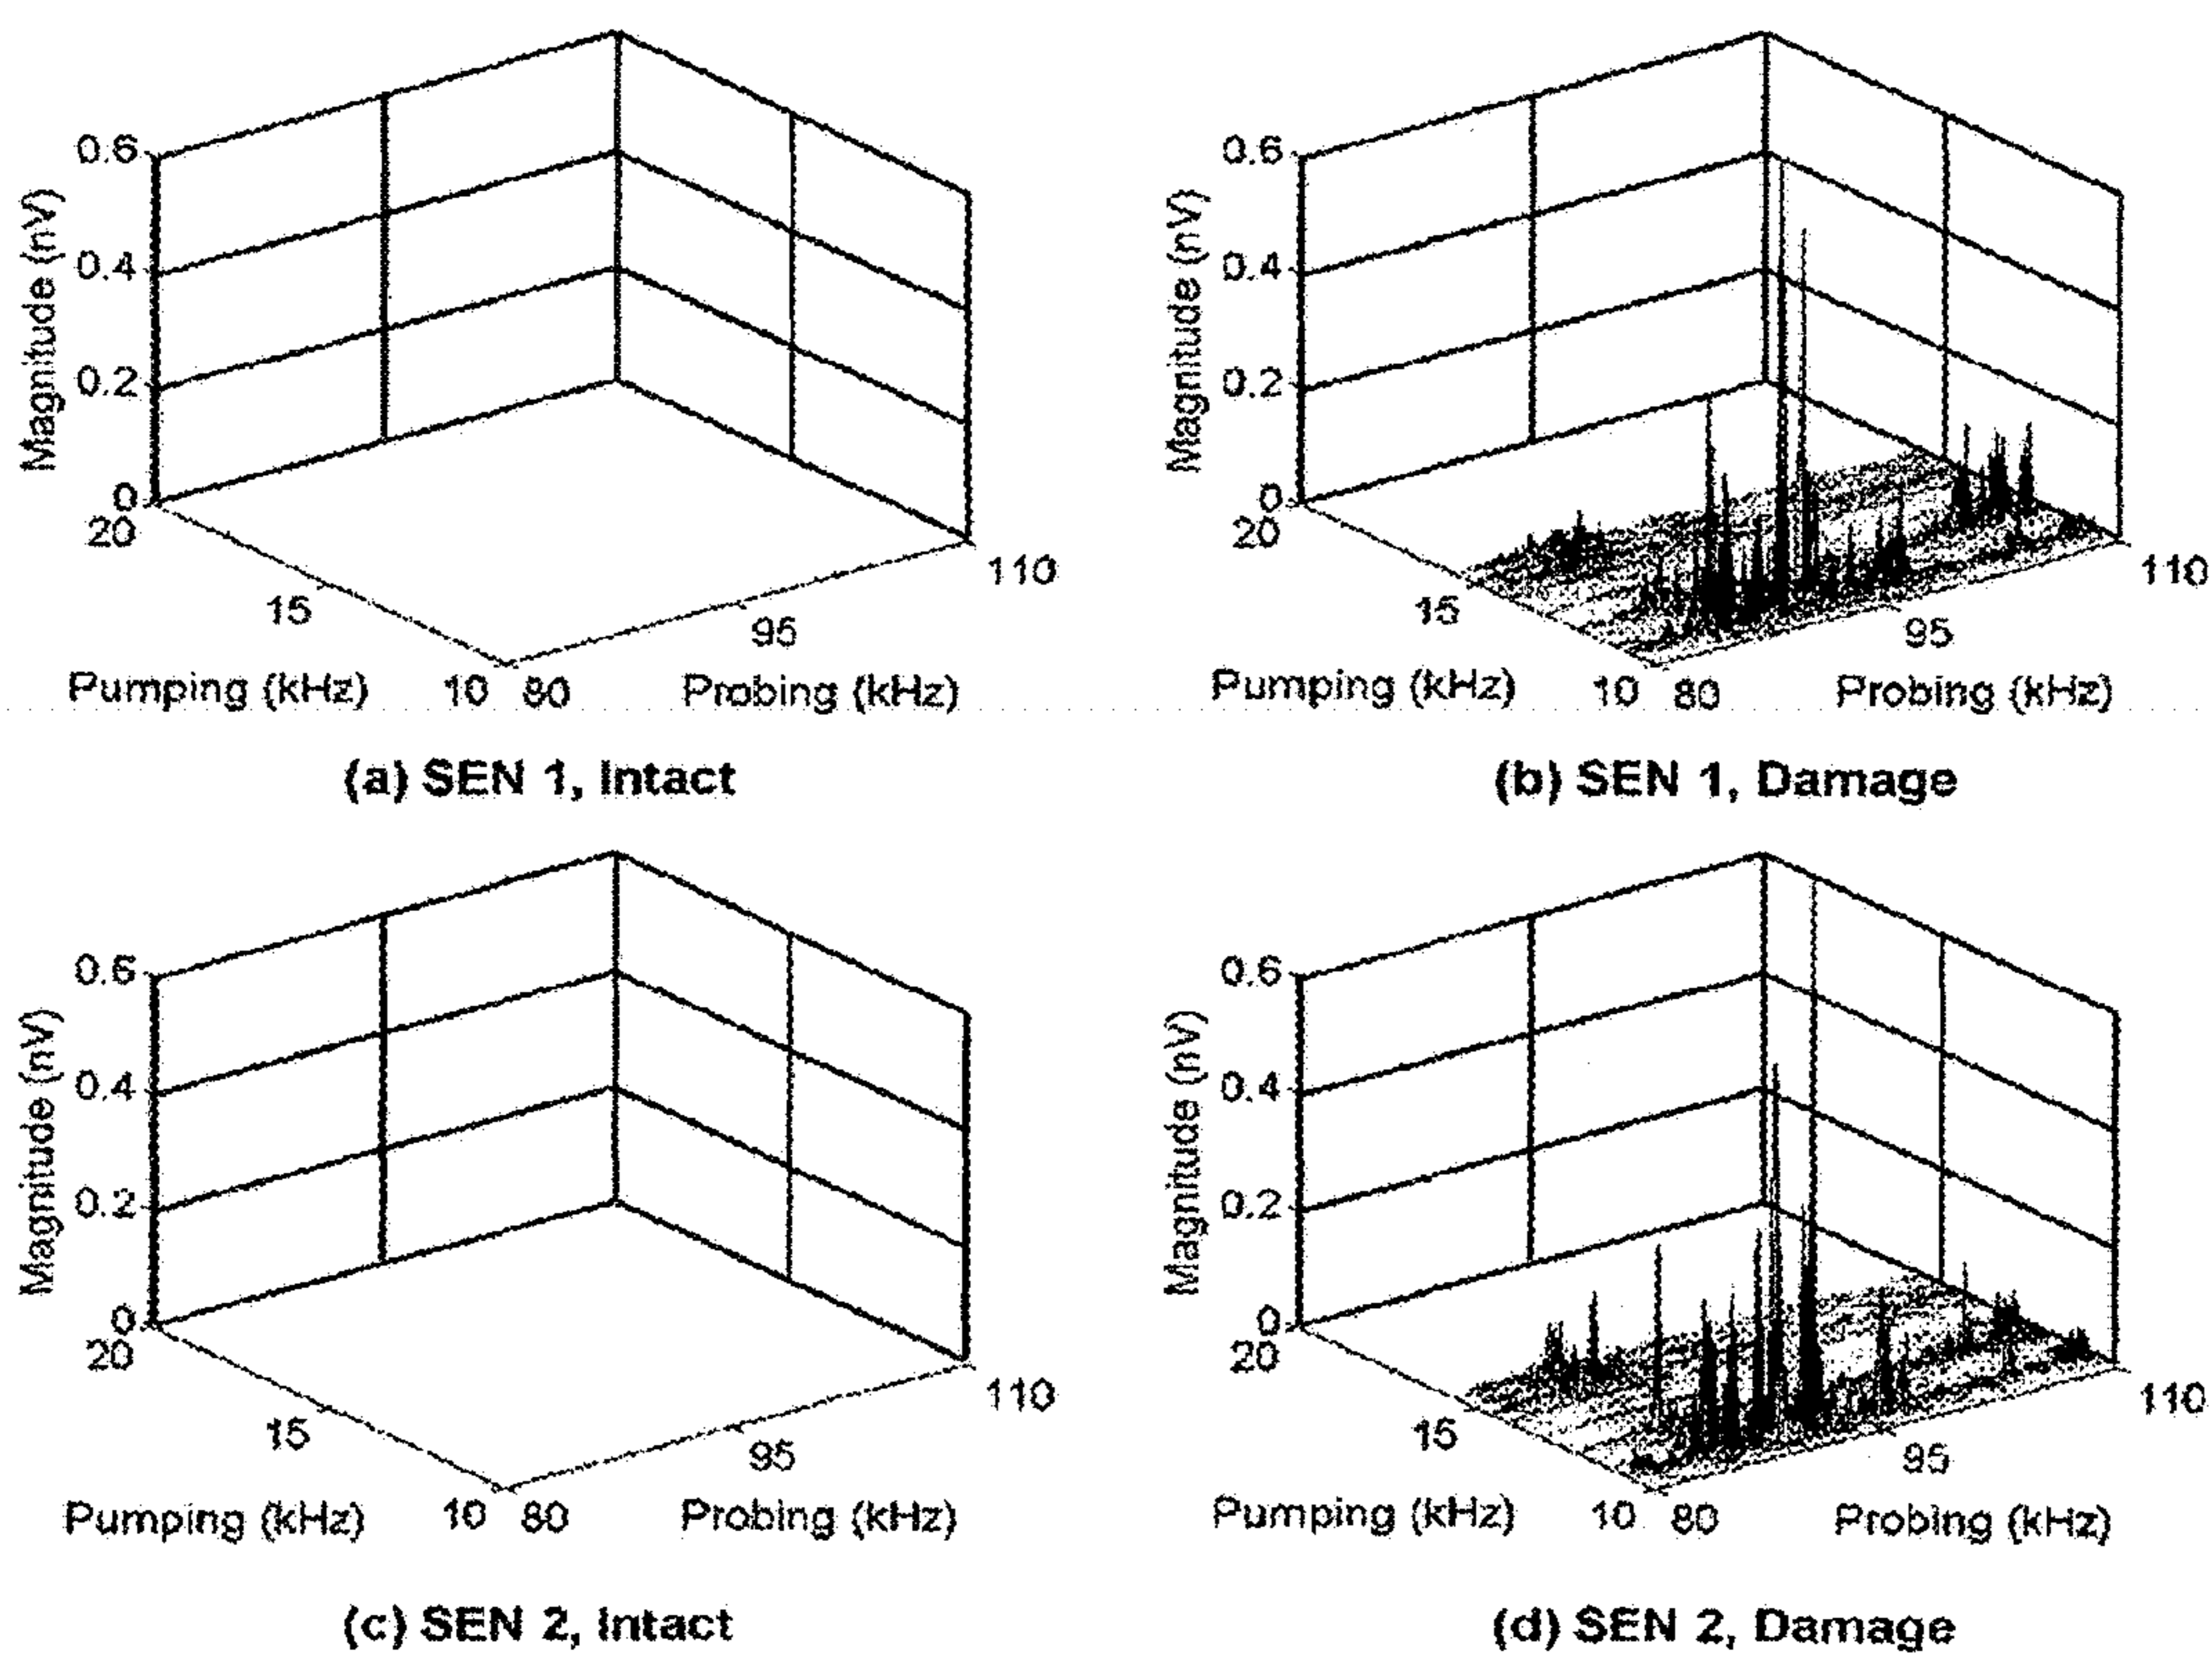 0.6
0.4
0.2
0
Magnitude (nV)
20
15
10
Pumping (kHz)
80
95
110
Probing (kHz)
(a) SEN 1, Intact
0.6
0.4
0.2
0
Magnitude (nV)
20
15
10
Pumping (kHz)
80
95
110
Probing (kHz)
(b) SEN 1, Damage
0.6
0.4
0.2
0
Magnitude (nV)
20
15
10
Pumping (kHz)
80
95
110
Probing (kHz)
(c) SEN 2, Intact
0.6
0.4
0.2
0
Magnitude (nV)
20
15
10
Pumping (kHz)
80
95
110
Probing (kHz)
(d) SEN 2, Damage